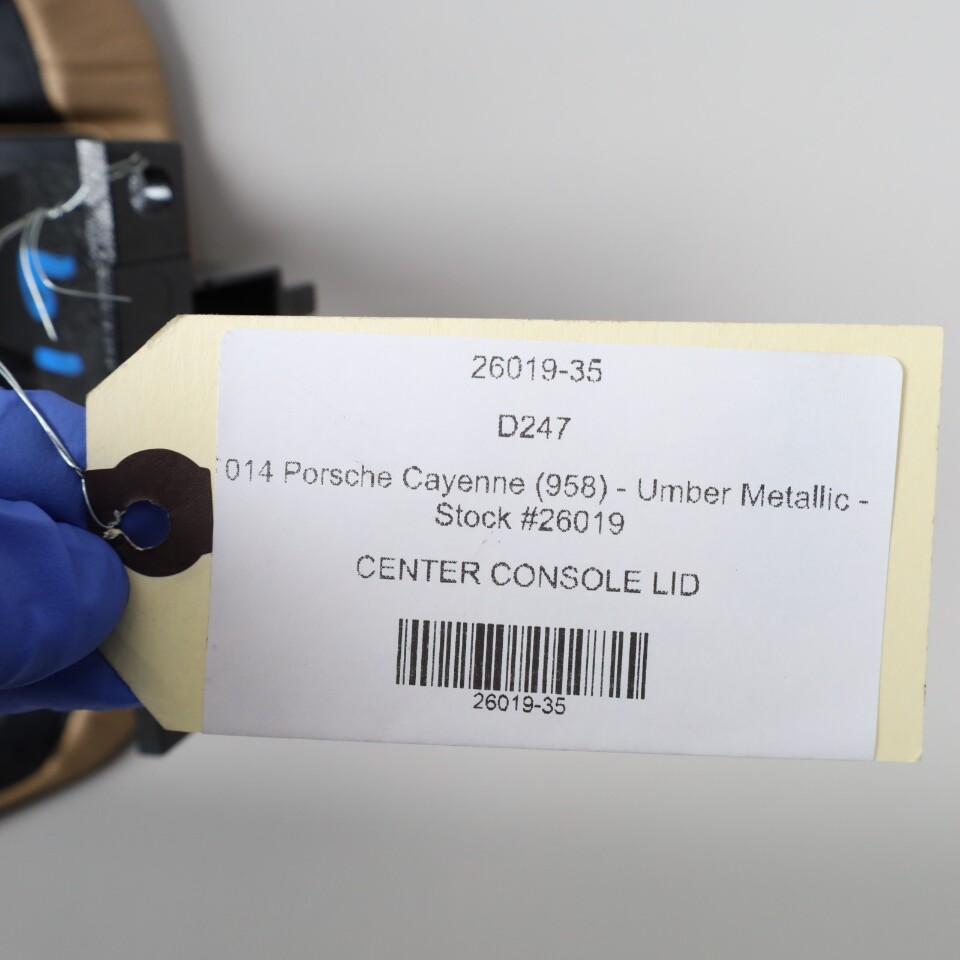 26019-35
D247
014 Porsche Cayenne (958) - Umber Metallic -
Stock #26019
CENTER CONSOLE LID
26019-35